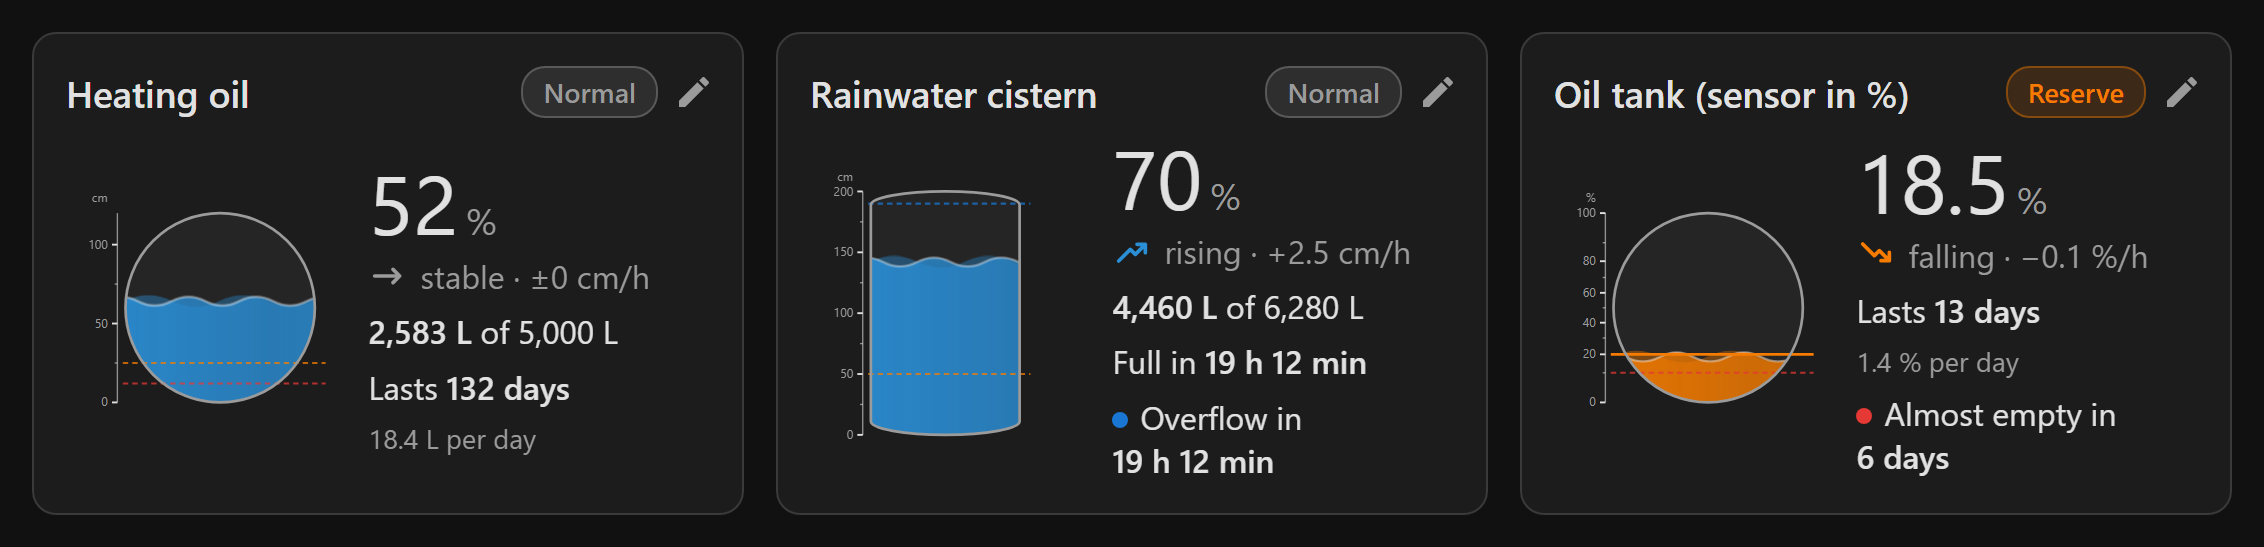 Heating oil
Normal
cm
100
50
0
52 %
stable · ±0 cm/h
2,583 L of 5,000 L
Lasts 132 days
18.4 L per day
Rainwater cistern
Normal
cm
200
150
100
50
0
70 %
rising · +2.5 cm/h
4,460 L of 6,280 L
Full in 19 h 12 min
Overflow in
19 h 12 min
Oil tank (sensor in %)
Reserve
%
100
80
60
40
20
0
18.5 %
falling · −0.1 %/h
Lasts 13 days
1.4 % per day
Almost empty in
6 days